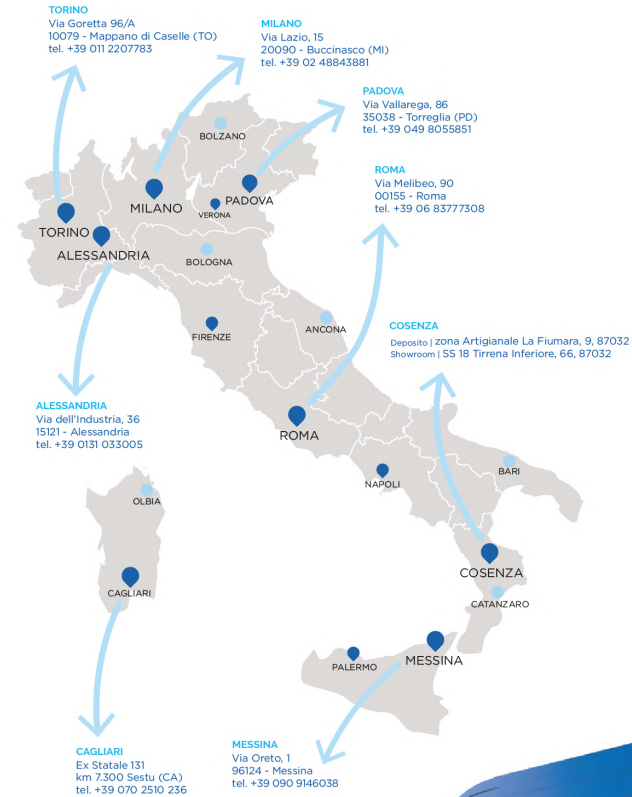 TORINO
Via Goretta 96/A
10079 - Mappano di Caselle (TO)
tel. +39 011 2207783
MILANO
Via Lazio, 15
20090 - Buccinasco (MI)
tel. +39 02 48843881
PADOVA
Via Vallarega, 86
35038 - Torreglia (PD)
tel. +39 049 8055851
ROMA
Via Melibeo, 90
00155 - Roma
tel. +39 06 83777308
BOLZANO
MILANO
VERONA
PADOVA
TORINO
ALESSANDRIA
BOLOGNA
FIRENZE
ANCONA
COSENZA
Deposito | zona Artigianale La Fiumara, 9, 87032
Showroom | SS 18 Tirrena Inferiore, 66, 87032
ALESSANDRIA
Via dell'Industria, 36
15121 - Alessandria
tel. +39 0131 033005
ROMA
NAPOLI
BARI
OLBIA
CAGLIARI
COSENZA
CATANZARO
PALERMO
MESSINA
CAGLIARI
Ex Statale 131
km 7.300 Sestu (CA)
tel. +39 070 2510 236
MESSINA
Via Oreto, 1
96124 - Messina
tel. +39 090 9146038